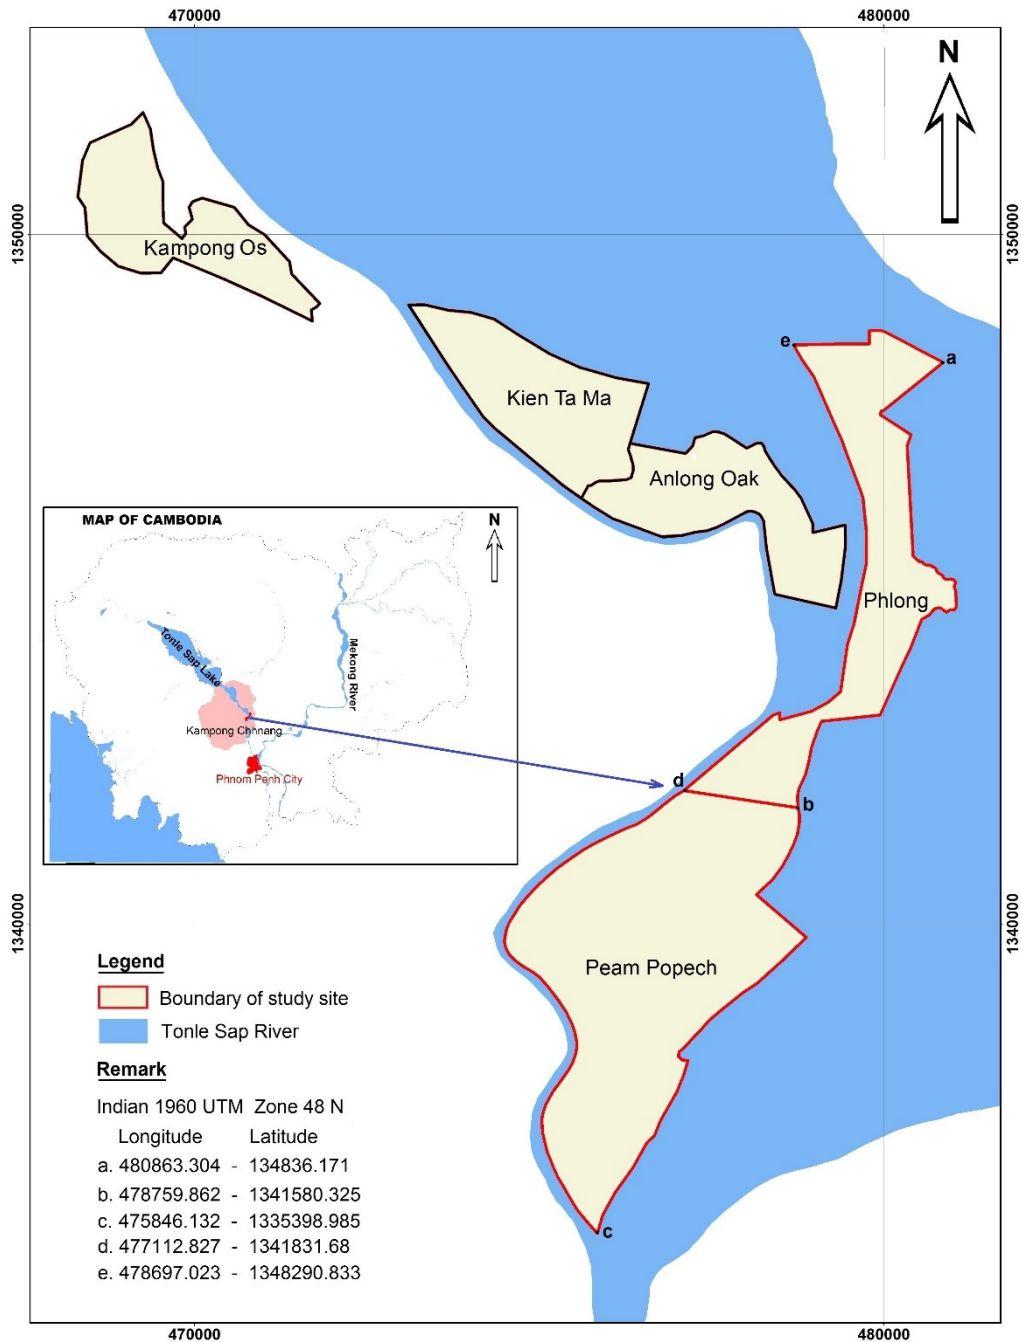 470000
480000
N
1350000
1350000
Kampong Os
e
a
Kien Ta Ma
Anlong Oak
Phlong
MAP OF CAMBODIA
N
Tonle Sap Lake
Mekong River
Kampong Chhnang
Phnom Penh City
d
b
1340000
1340000
Peam Popech
c
Legend
Boundary of study site
Tonle Sap River
Remark
Indian 1960 UTM Zone 48 N
Longitude Latitude
a. 480863.304 - 134836.171
b. 478759.862 - 1341580.325
c. 475846.132 - 1335398.985
d. 477112.827 - 1341831.68
e. 478697.023 - 1348290.833
470000
480000